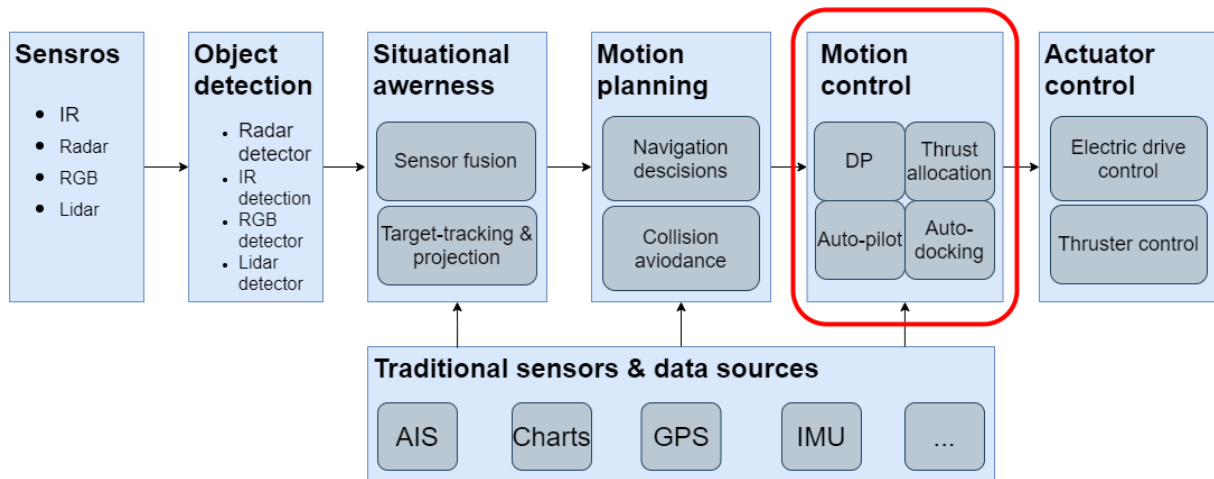 Sensros
IR
Radar
RGB
Lidar
Object
detection
Radar
detector
IR
detection
RGB
detector
Lidar
detector
Situational
awerness
Sensor fusion
Target-tracking &
projection
Motion
planning
Navigation
descisions
Collision
aviodance
Motion
control
DP
Thrust
allocation
Auto-pilot
Auto-
docking
Actuator
control
Electric drive
control
Thruster control
Traditional sensors & data sources
AIS
Charts
GPS
IMU
...